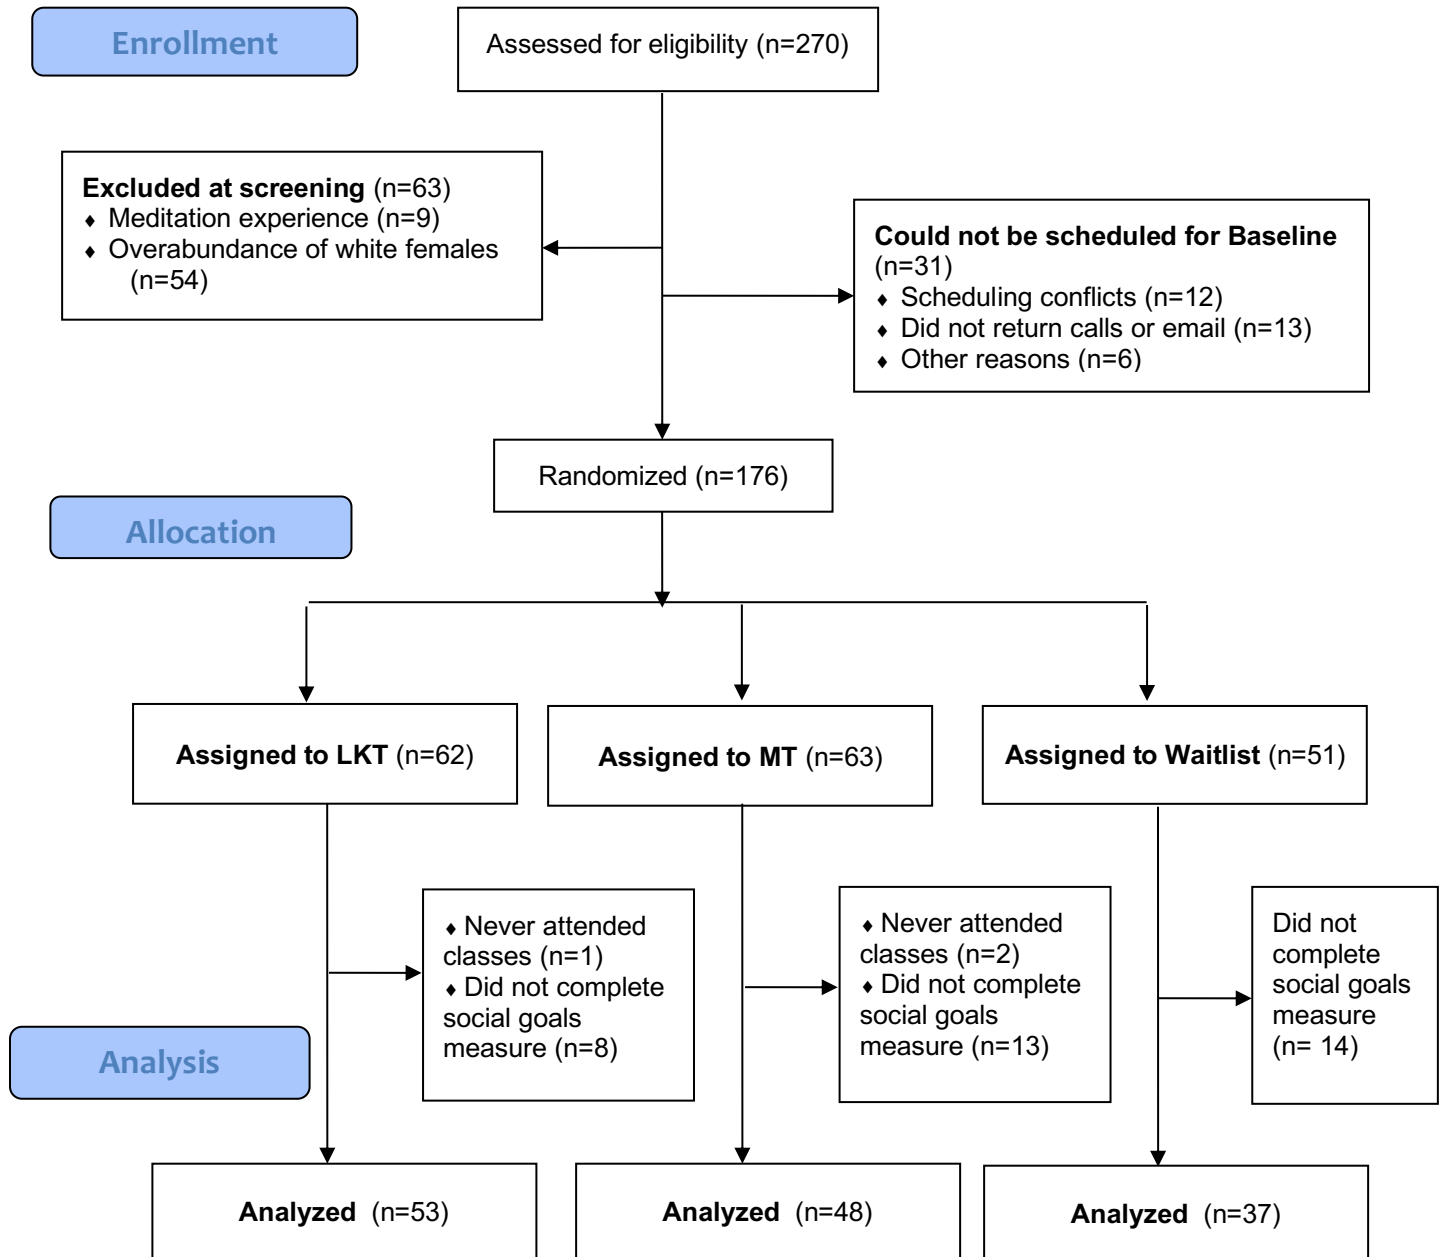 Enrollment
Assessed for eligibility (n=270)
Excluded at screening (n=63)
♦ Meditation experience (n=9)
♦ Overabundance of white females
(n=54)
Could not be scheduled for Baseline
(n=31)
♦ Scheduling conflicts (n=12)
♦ Did not return calls or email (n=13)
♦ Other reasons (n=6)
Randomized (n=176)
Allocation
Assigned to LKT (n=62)
Assigned to MT (n=63)
Assigned to Waitlist (n=51)
♦ Never attended
classes (n=1)
♦ Did not complete
social goals
measure (n=8)
♦ Never attended
classes (n=2)
♦ Did not complete
social goals
measure (n=13)
Did not
complete
social goals
measure
(n= 14)
Analysis
Analyzed (n=53)
Analyzed (n=48)
Analyzed (n=37)